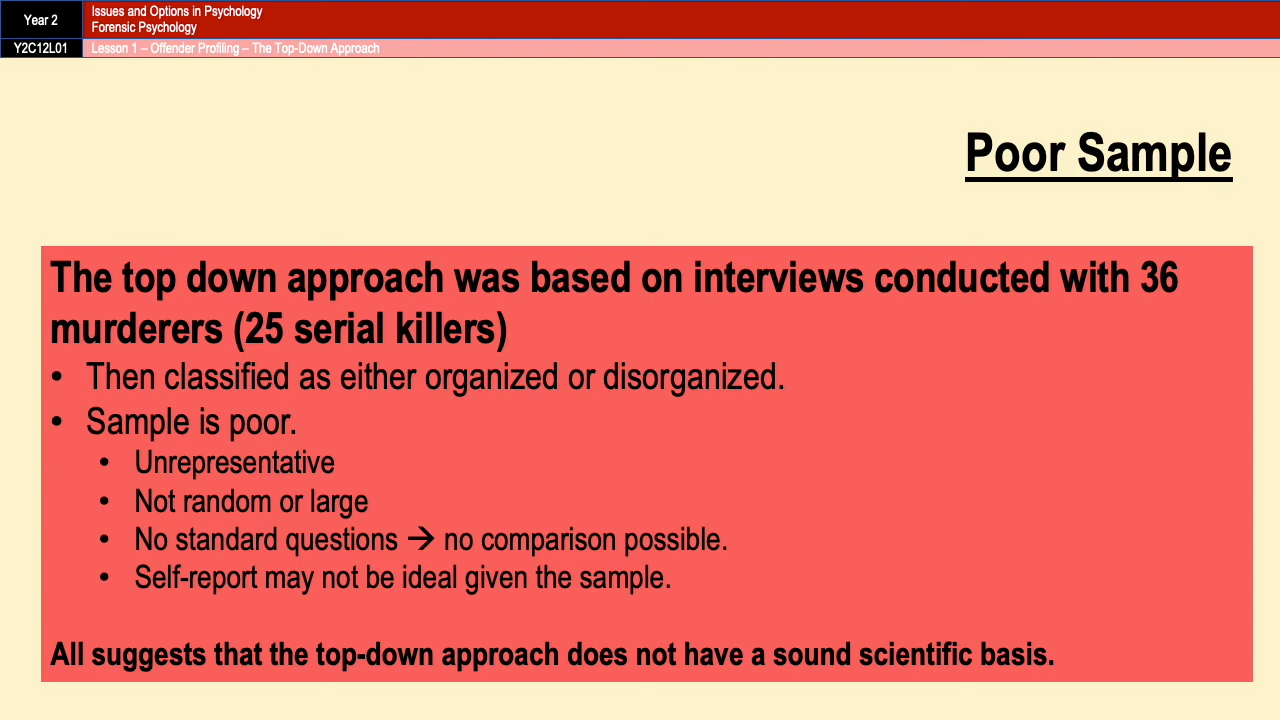 Year 2
Issues and Options in Psychology
Forensic Psychology
Y2C12L01
Lesson 1 – Offender Profiling – The Top-Down Approach
Poor Sample
The top down approach was based on interviews conducted with 36
murderers (25 serial killers)
• Then classified as either organized or disorganized.
• Sample is poor.
• Unrepresentative
• Not random or large
• No standard questions → no comparison possible.
• Self-report may not be ideal given the sample.
All suggests that the top-down approach does not have a sound scientific basis.